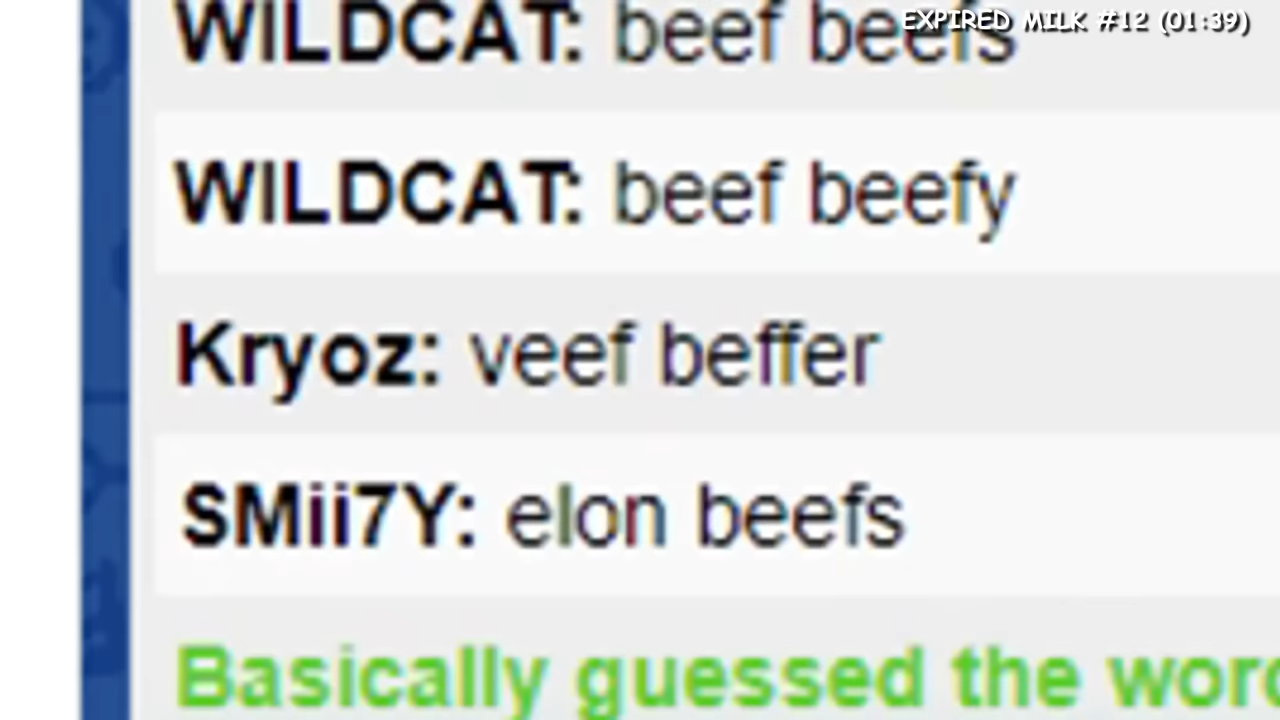 EXPIRED MILK #12 (01:39)
WILDCAT: beef beefs
WILDCAT: beef beefy
Kryoz: veef beffer
SMii7Y: elon beefs
Basically guessed the word